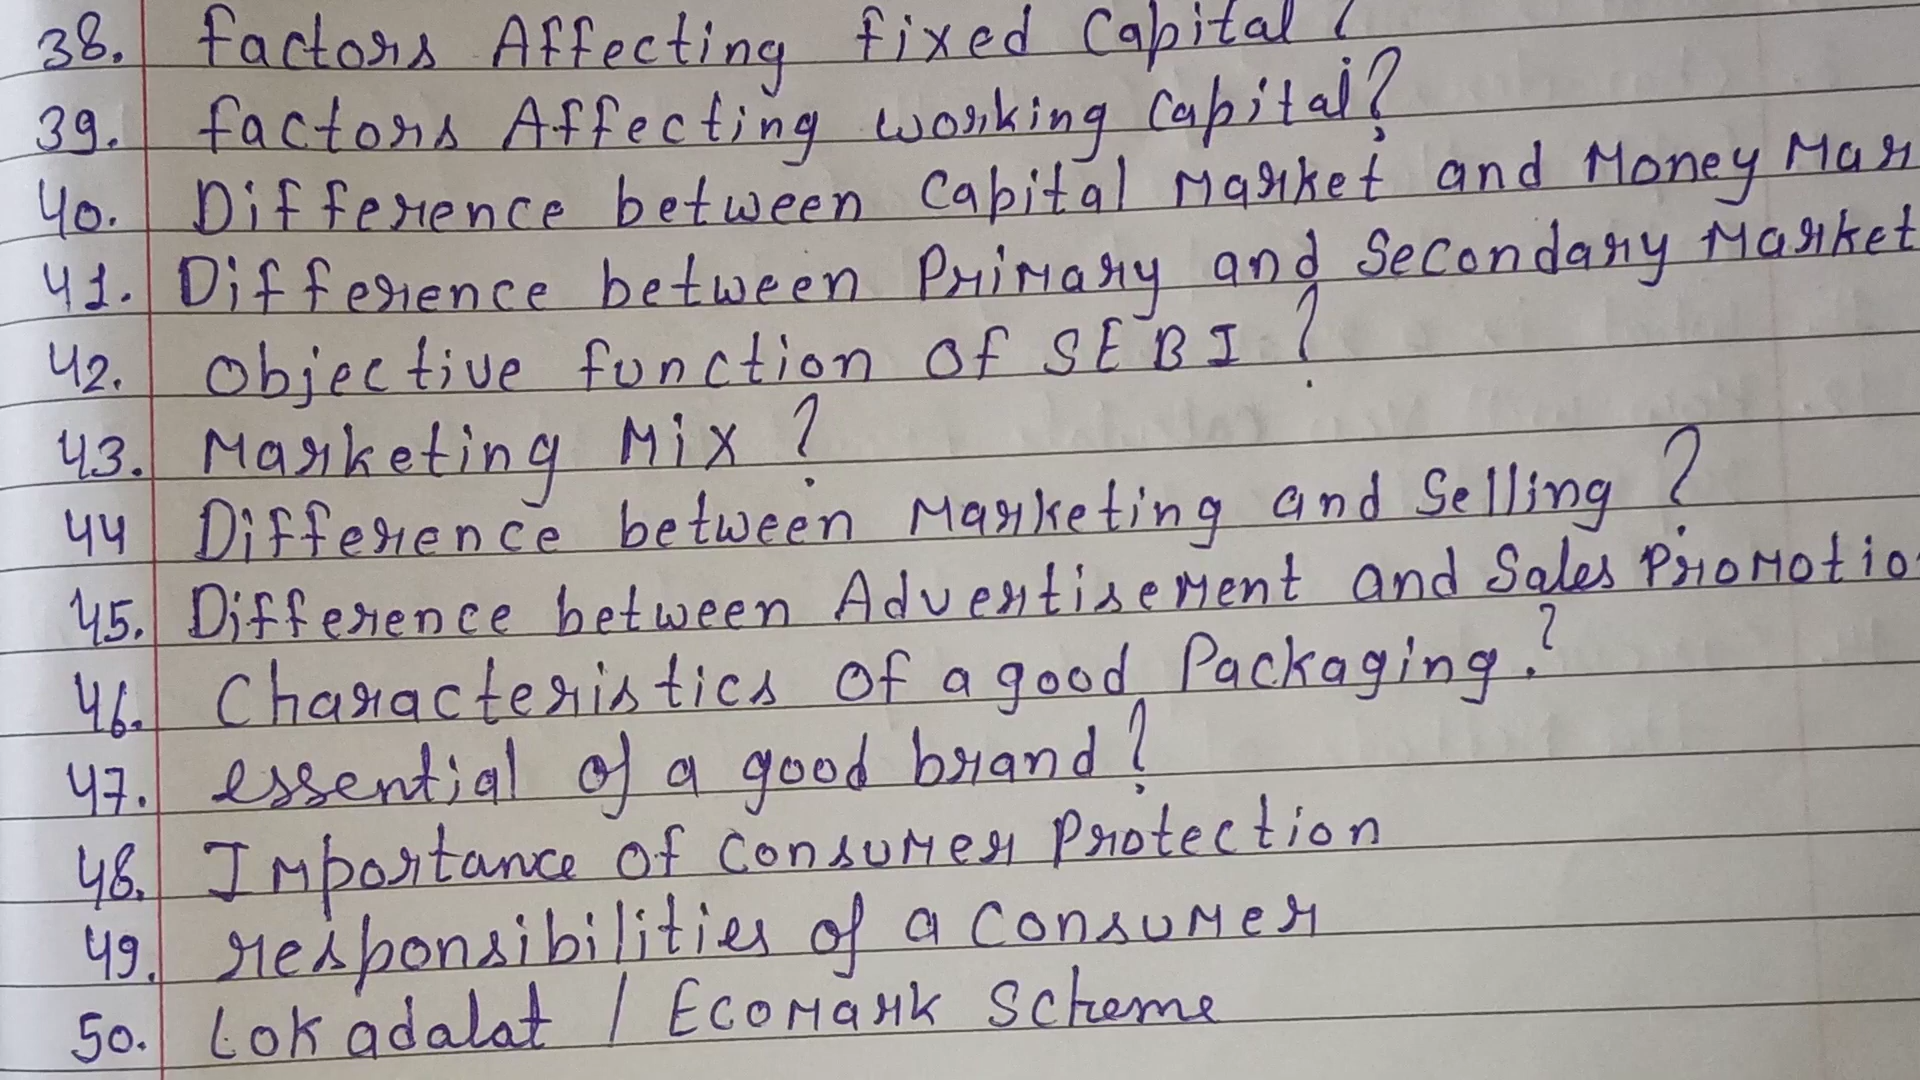 38. factors Affecting fixed Capital ?
39. factors Affecting working Capital?
40. Difference between Capital Market and Money Mar
41. Difference between Primary and Secondary Market
42. Objective function of SEBI ?
43. Marketing Mix ?
44 Difference between Marketing and Selling ?
45. Difference between Advertisement and Sales Promotio
46. Characteristics of a good Packaging.?
47. essential of a good brand?
48. Importance of Consumer Protection
49. responsibilities of a Consumer
50. Lok adalat / Ecomark Scheme